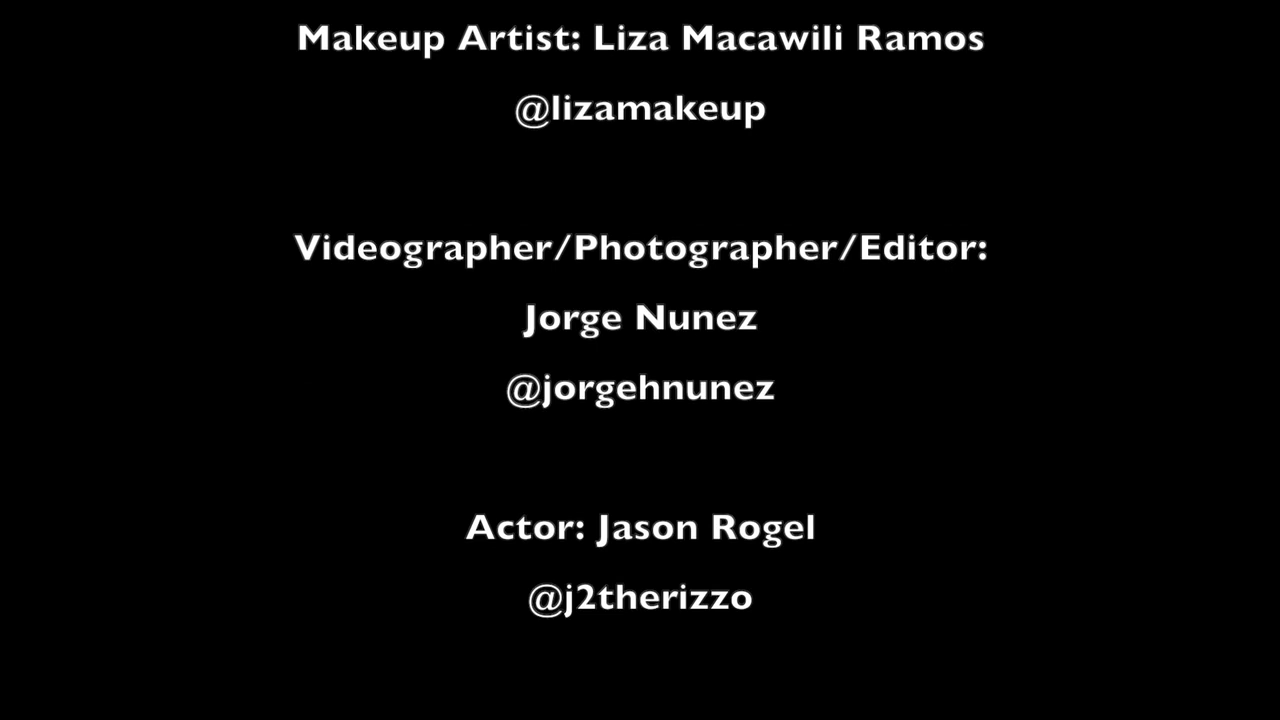 Makeup Artist: Liza Macawili Ramos
@lizamakeup
Videographer/Photographer/Editor:
Jorge Nunez
@jorgehnunez
Actor: Jason Rogel
@j2therizzo